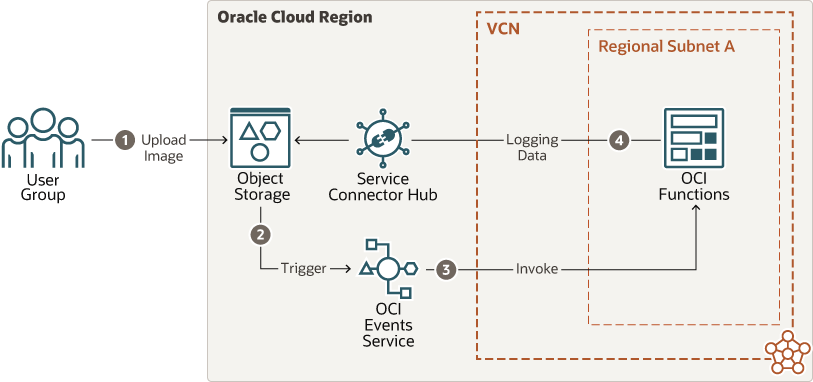 Oracle Cloud Region
VCN
Regional Subnet A
1
Upload
Image
User
Group
Object
Storage
Service
Connector Hub
Logging
Data
4
OCI
Functions
2
Trigger
OCI
Events
Service
3
Invoke